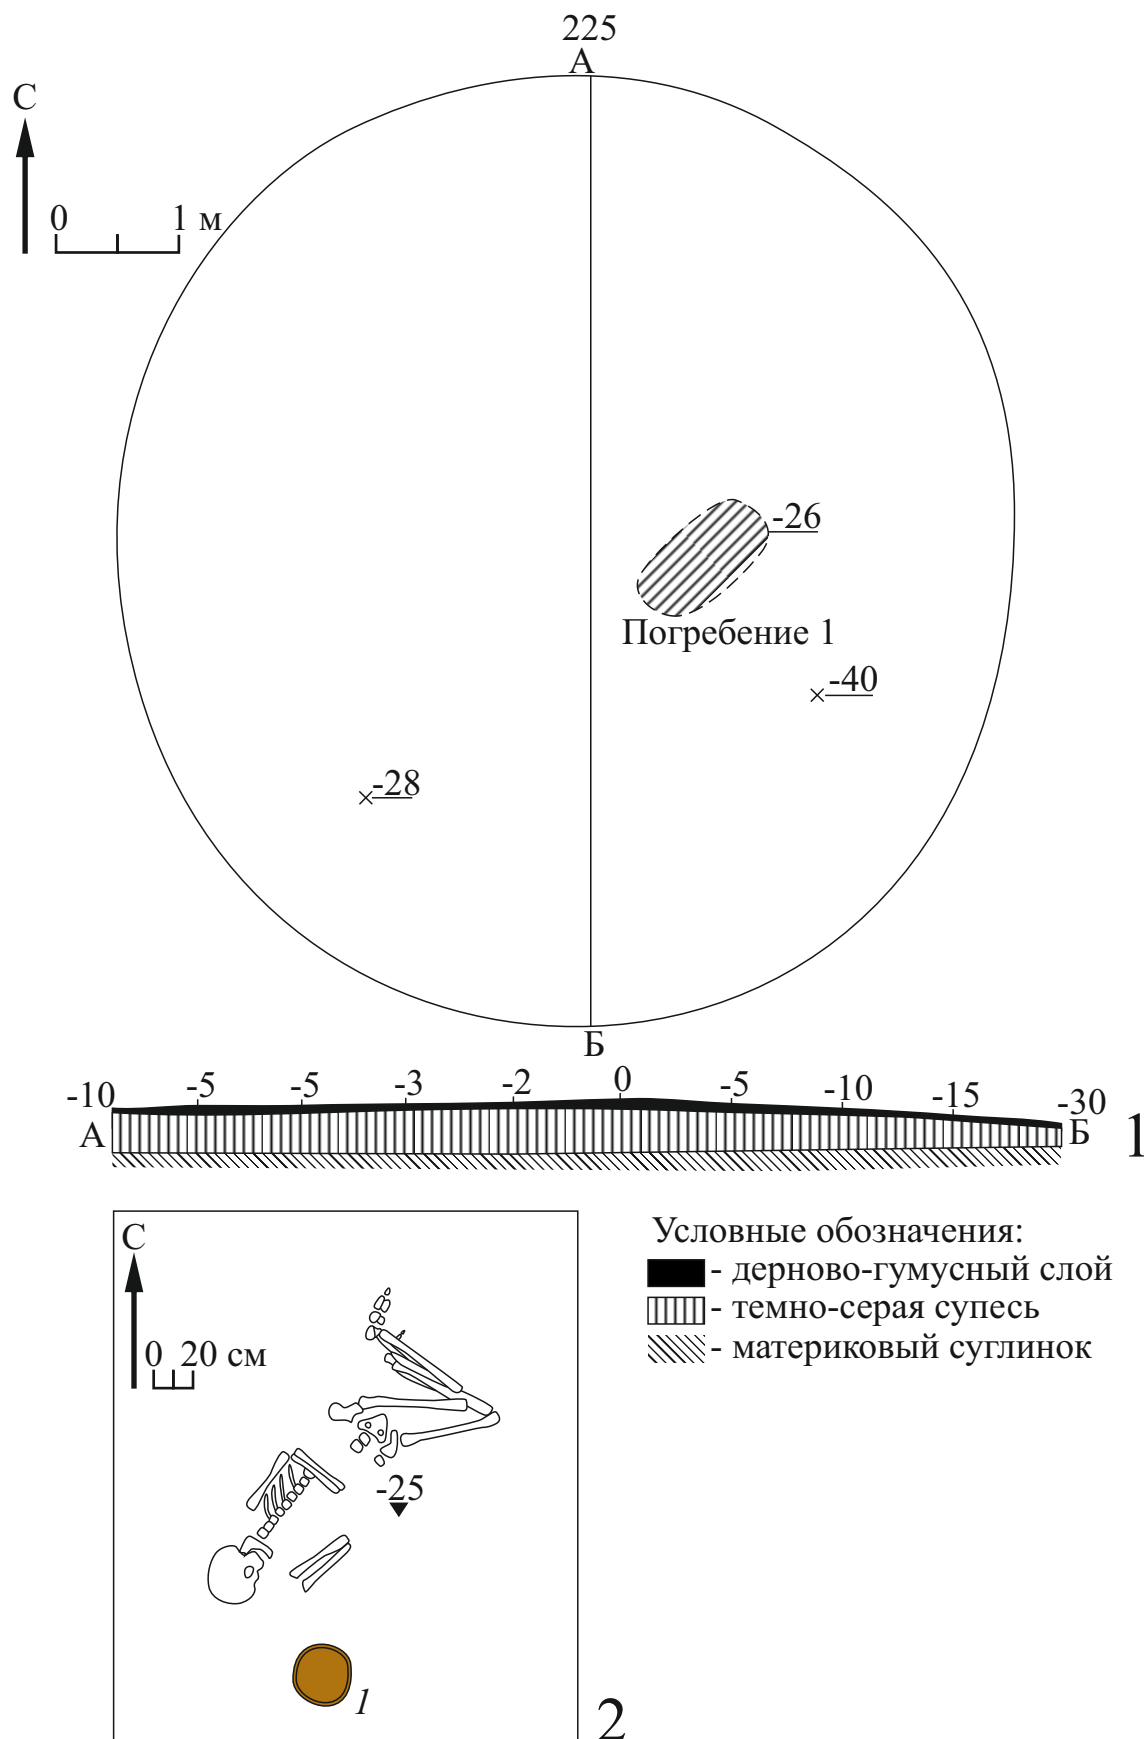 225
А
С
0 1 м
-26
Погребение 1
-40
-28
Б
-10 -5 -5 -3 -2 0 -5 -10 -15 -30
А Б 1
С
0 20 см
-25
1
2
Условные обозначения:
- дерново-гумусный слой
- темно-серая супесь
- материковый суглинок